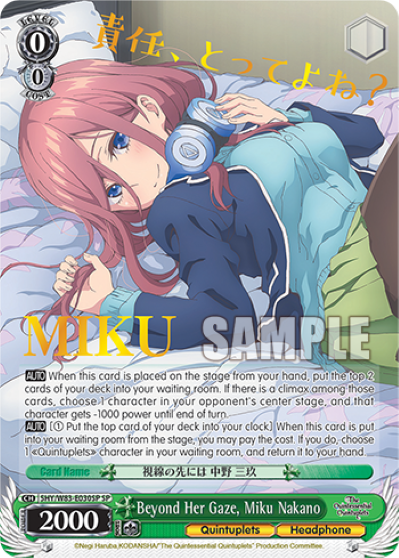 LEVEL
0
0
COST
責任、とってよね？
MIKU
SAMPLE
AUTO When this card is placed on the stage from your hand, put the top 2
cards of your deck into your waiting room. If there is a climax among those
cards, choose 1 character in your opponent's center stage, and that
character gets -1000 power until end of turn.
AUTO [① Put the top card of your deck into your clock] When this card is put
into your waiting room from the stage, you may pay the cost. If you do, choose
1 «Quintuplets» character in your waiting room, and return it to your hand.
Card Name 視線の先には 中野 三玖
CH 5HY/W83-E030SP SP
Beyond Her Gaze, Miku Nakano
The Quintessential Quintuplets
2000
Quintuplets
Headphone
©Negi Haruba,KODANSHA/"The Quintessential Quintuplets" Production Committee.